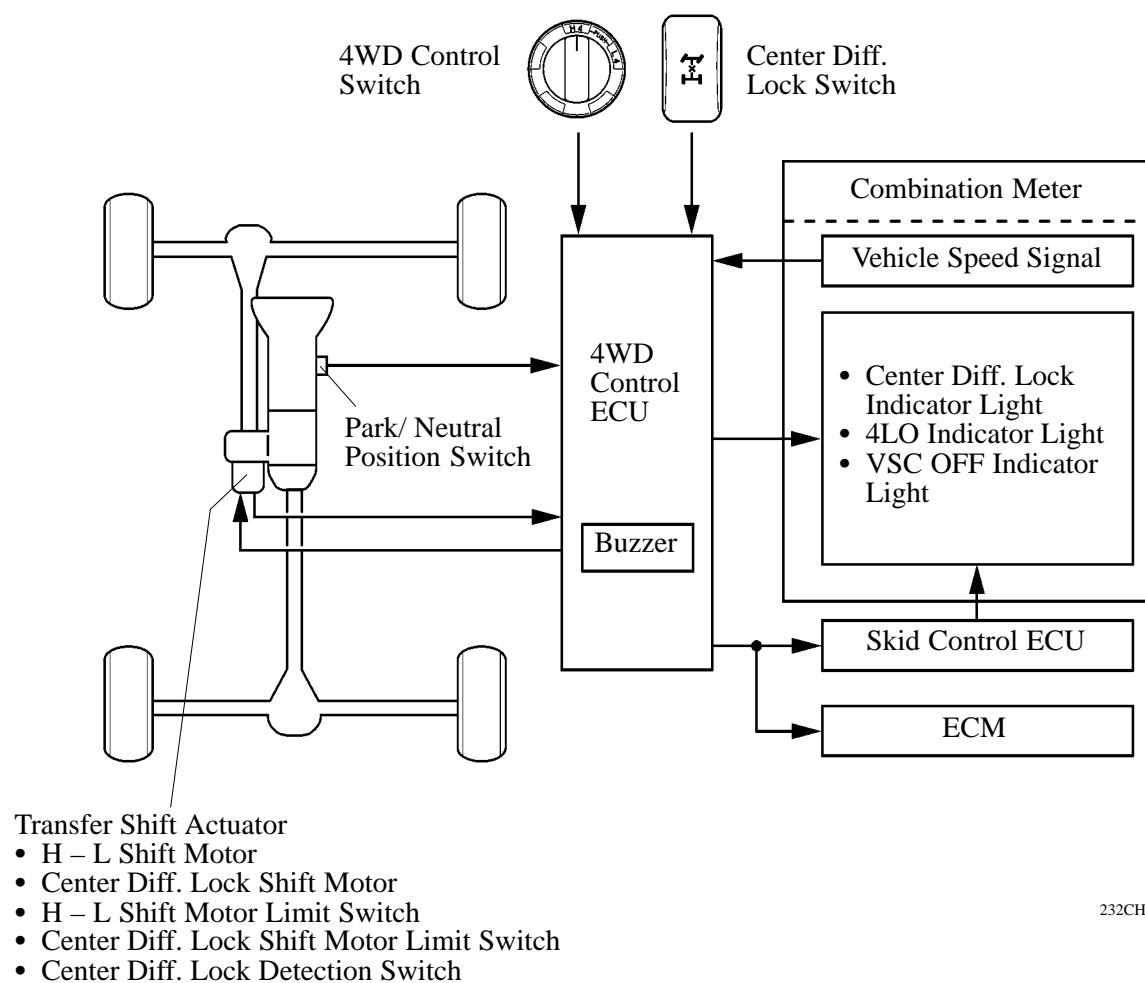 4WD Control
Switch
H4
PUSH
L4
Center Diff.
Lock Switch
Combination Meter
Vehicle Speed Signal
4WD
Control
ECU
• Center Diff. Lock
Indicator Light
• 4LO Indicator Light
• VSC OFF Indicator
Light
Park/ Neutral
Position Switch
Buzzer
Skid Control ECU
ECM
Transfer Shift Actuator
• H – L Shift Motor
• Center Diff. Lock Shift Motor
• H – L Shift Motor Limit Switch
• Center Diff. Lock Shift Motor Limit Switch
• Center Diff. Lock Detection Switch
232CH